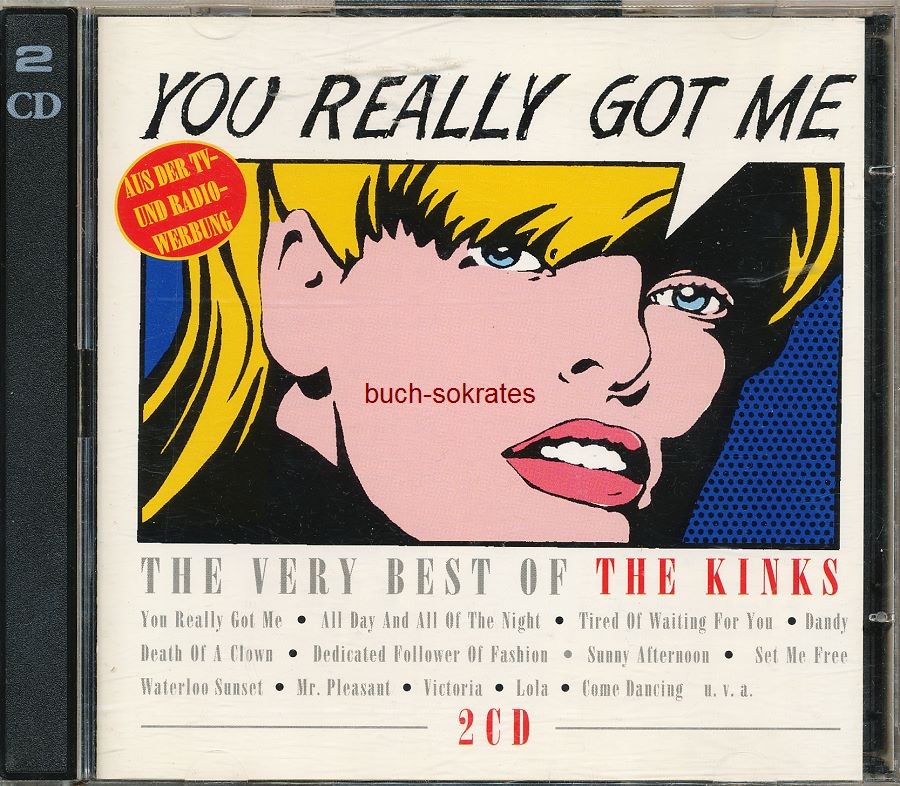 2
CD
YOU REALLY GOT ME
AUS DER TV-
UND RADIO-
WERBUNG
buch-sokrates
THE VERY BEST OF THE KINKS
You Really Got Me • All Day And All Of The Night • Tired Of Waiting For You • Dandy
Death Of A Clown • Dedicated Follower Of Fashion • Sunny Afternoon • Set Me Free
Waterloo Sunset • Mr. Pleasant • Victoria • Lola • Come Dancing u. v. a.
2 CD